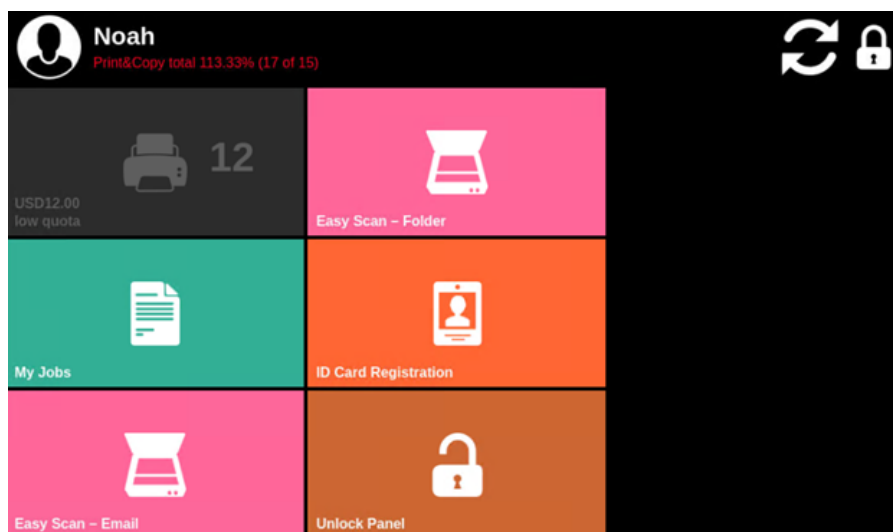 Noah
Print&Copy total 113.33% (17 of 15)
12
USD12.00
low quota
Easy Scan – Folder
My Jobs
ID Card Registration
Easy Scan – Email
Unlock Panel